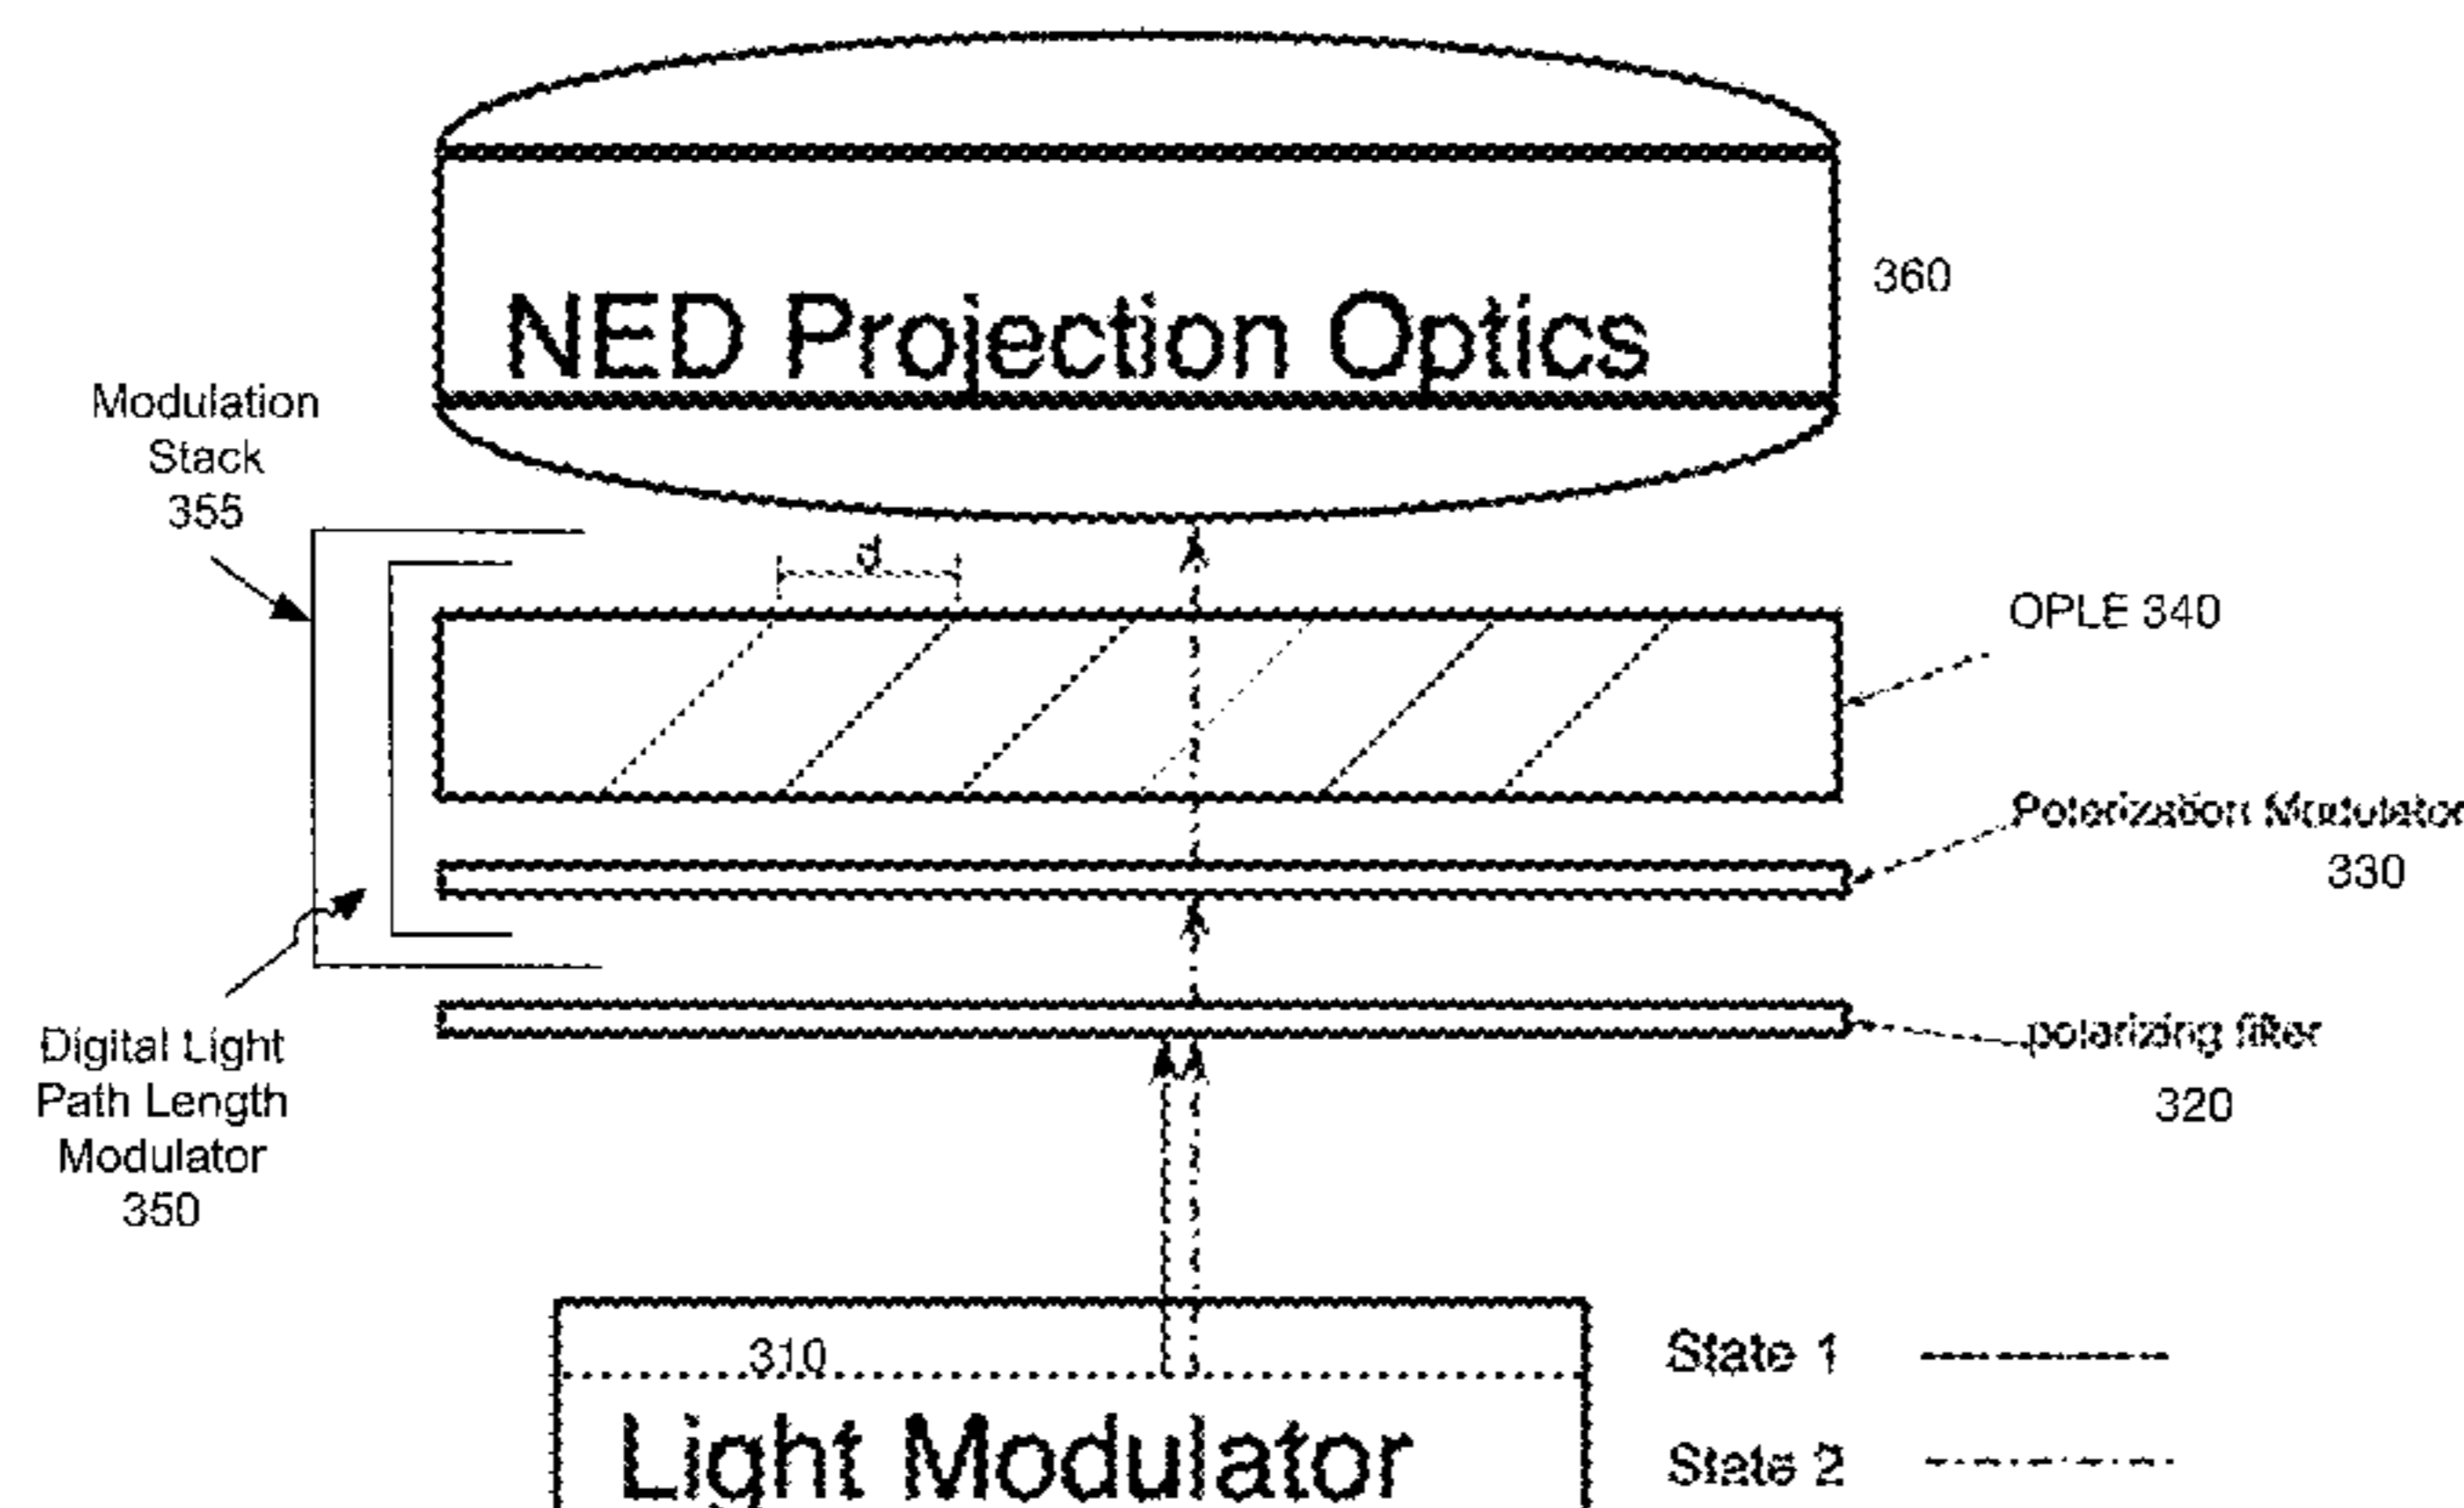 NED Projection Optics
360
Modulation
Stack
355
d
OPLE 340
Polarization Modulator
330
polarizing filter
320
Digital Light
Path Length
Modulator
350
310
Light Modulator
State 1
State 2